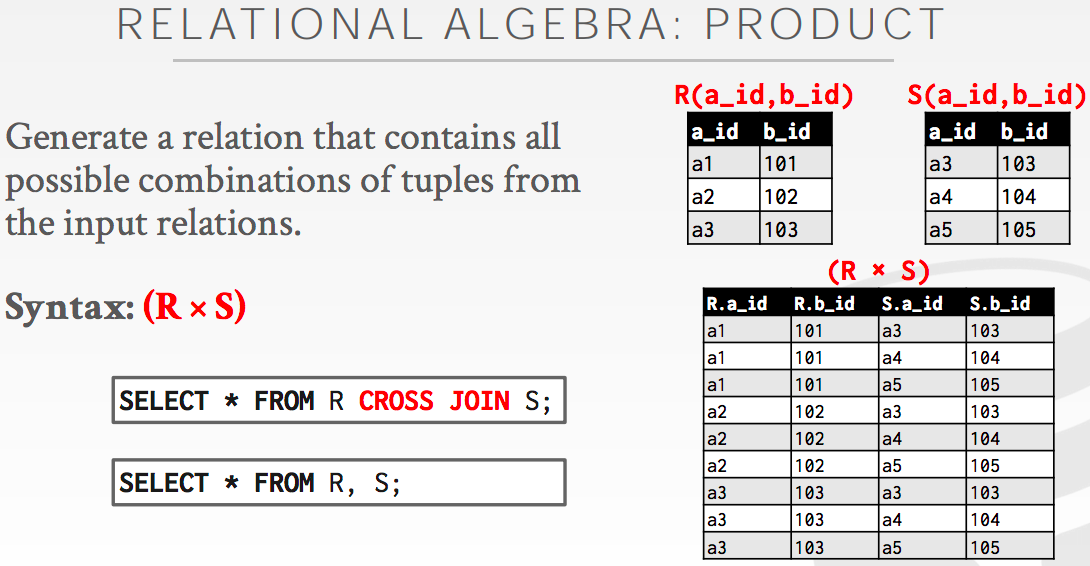 RELATIONAL ALGEBRA: PRODUCT
Generate a relation that contains all
possible combinations of tuples from
the input relations.
Syntax: (R × S)
SELECT * FROM R CROSS JOIN S;
SELECT * FROM R, S;
R(a_id,b_id)
a_id b_id
a1 101
a2 102
a3 103
S(a_id,b_id)
a_id b_id
a3 103
a4 104
a5 105
(R × S)
R.a_id R.b_id S.a_id S.b_id
a1 101 a3 103
a1 101 a4 104
a1 101 a5 105
a2 102 a3 103
a2 102 a4 104
a2 102 a5 105
a3 103 a3 103
a3 103 a4 104
a3 103 a5 105